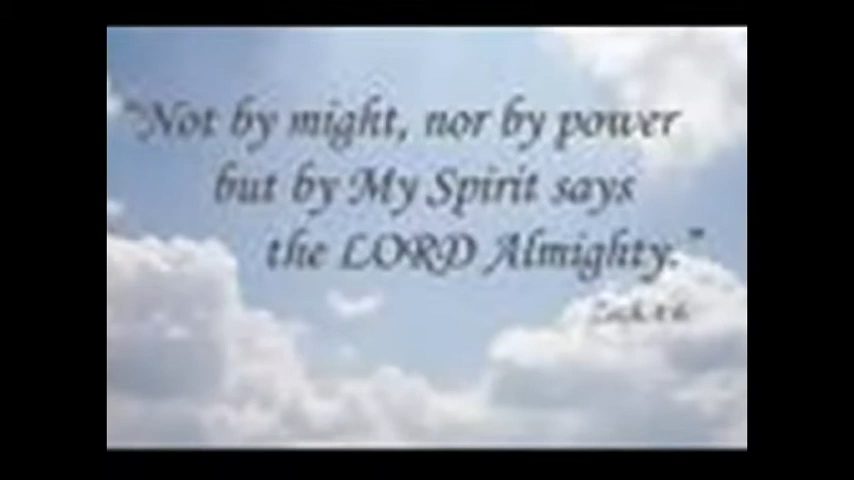 "Not by might, nor by power
but by My Spirit says
the LORD Almighty."